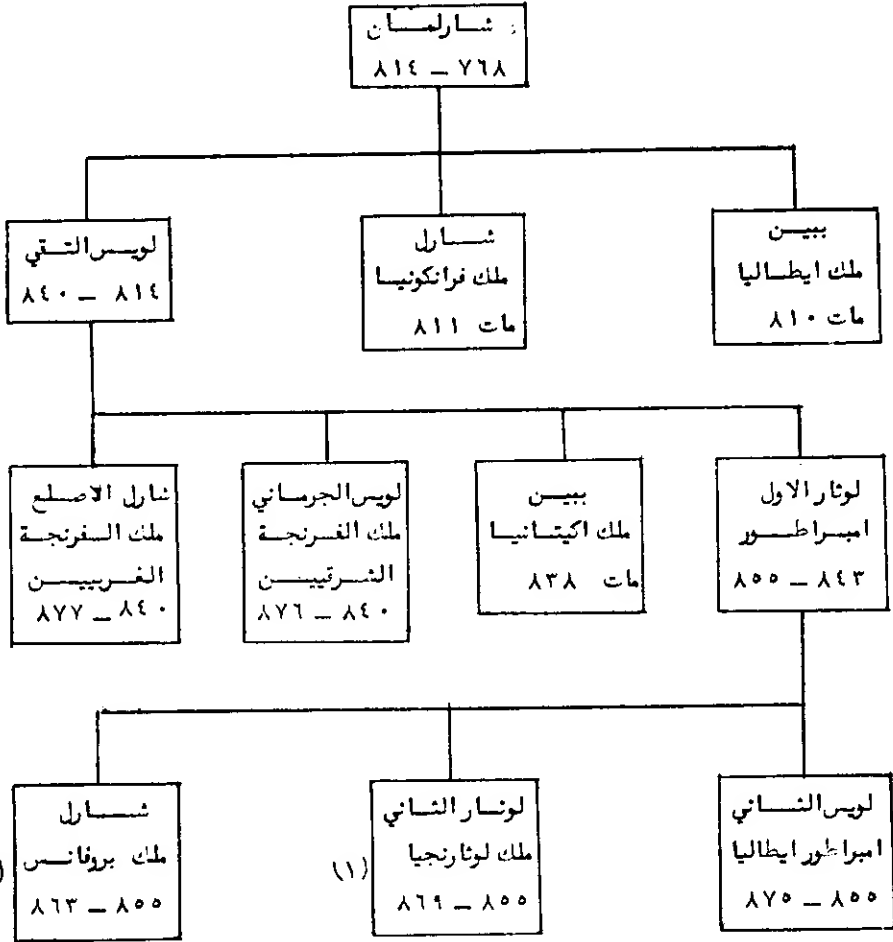 شارلمان
٧٦٨ – ٨١٤
ببين
ملك ايطاليا
مات ٨١٠
شارل
ملك فرانكونيسا
مات ٨١١
لويس التقي
٨١٤ – ٨٤٠
لوثار الاول
امبراطور
٨٤٣ – ٨٥٥
ببين
ملك اكيتانيا
مات ٨٣٨
لويس الجرماني
ملك الفرنجة
الشرقيين
٨٤٠ – ٨٧٦
شارل الاصلع
ملك الفرنجة
الغربيين
٨٤٠ – ٨٧٧
لويس الثاني
امبراطور ايطاليا
٨٥٥ – ٨٧٥
لوثار الثاني
ملك لوثارنجيا
(١)
٨٥٥ – ٨٦٩
شارل
ملك بروفانس
٨٥٥ – ٨٦٣